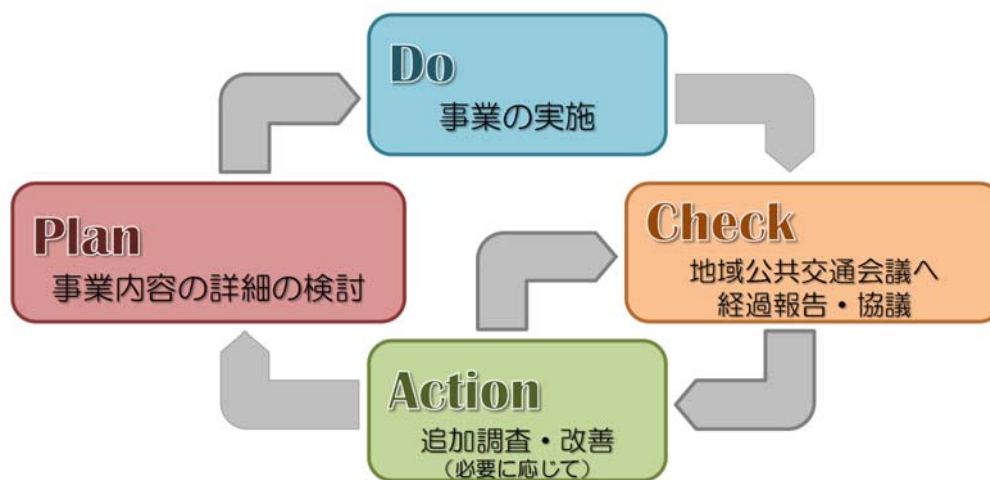 Do
事業の実施
Plan
事業内容の詳細の検討
Check
地域公共交通会議へ
経過報告・協議
Action
追加調査・改善
（必要に応じて）